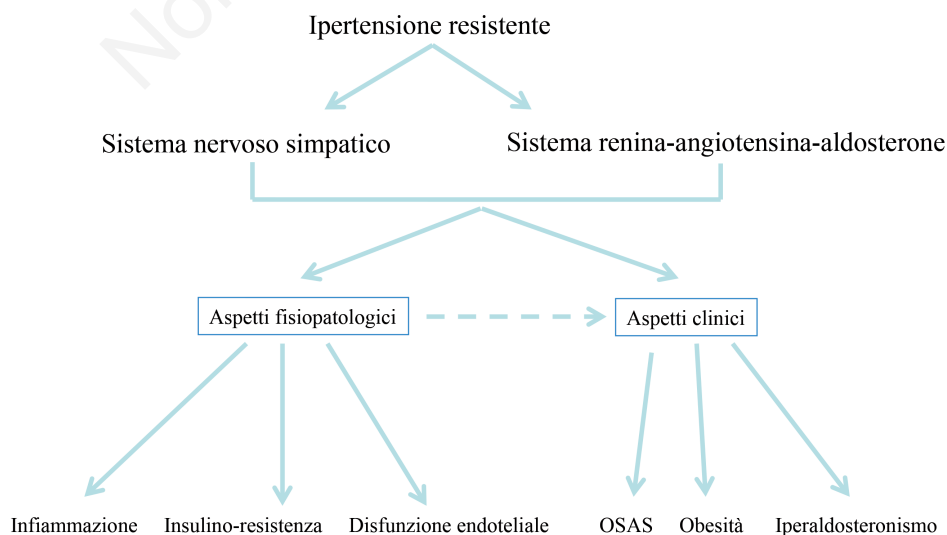 Ipertensione resistente
Sistema nervoso simpatico
Sistema renina-angiotensina-aldosterone
Aspetti fisiopatologici
Aspetti clinici
Infiammazione
Insulino-resistenza
Disfunzione endoteliale
OSAS
Obesità
Iperaldosteronismo